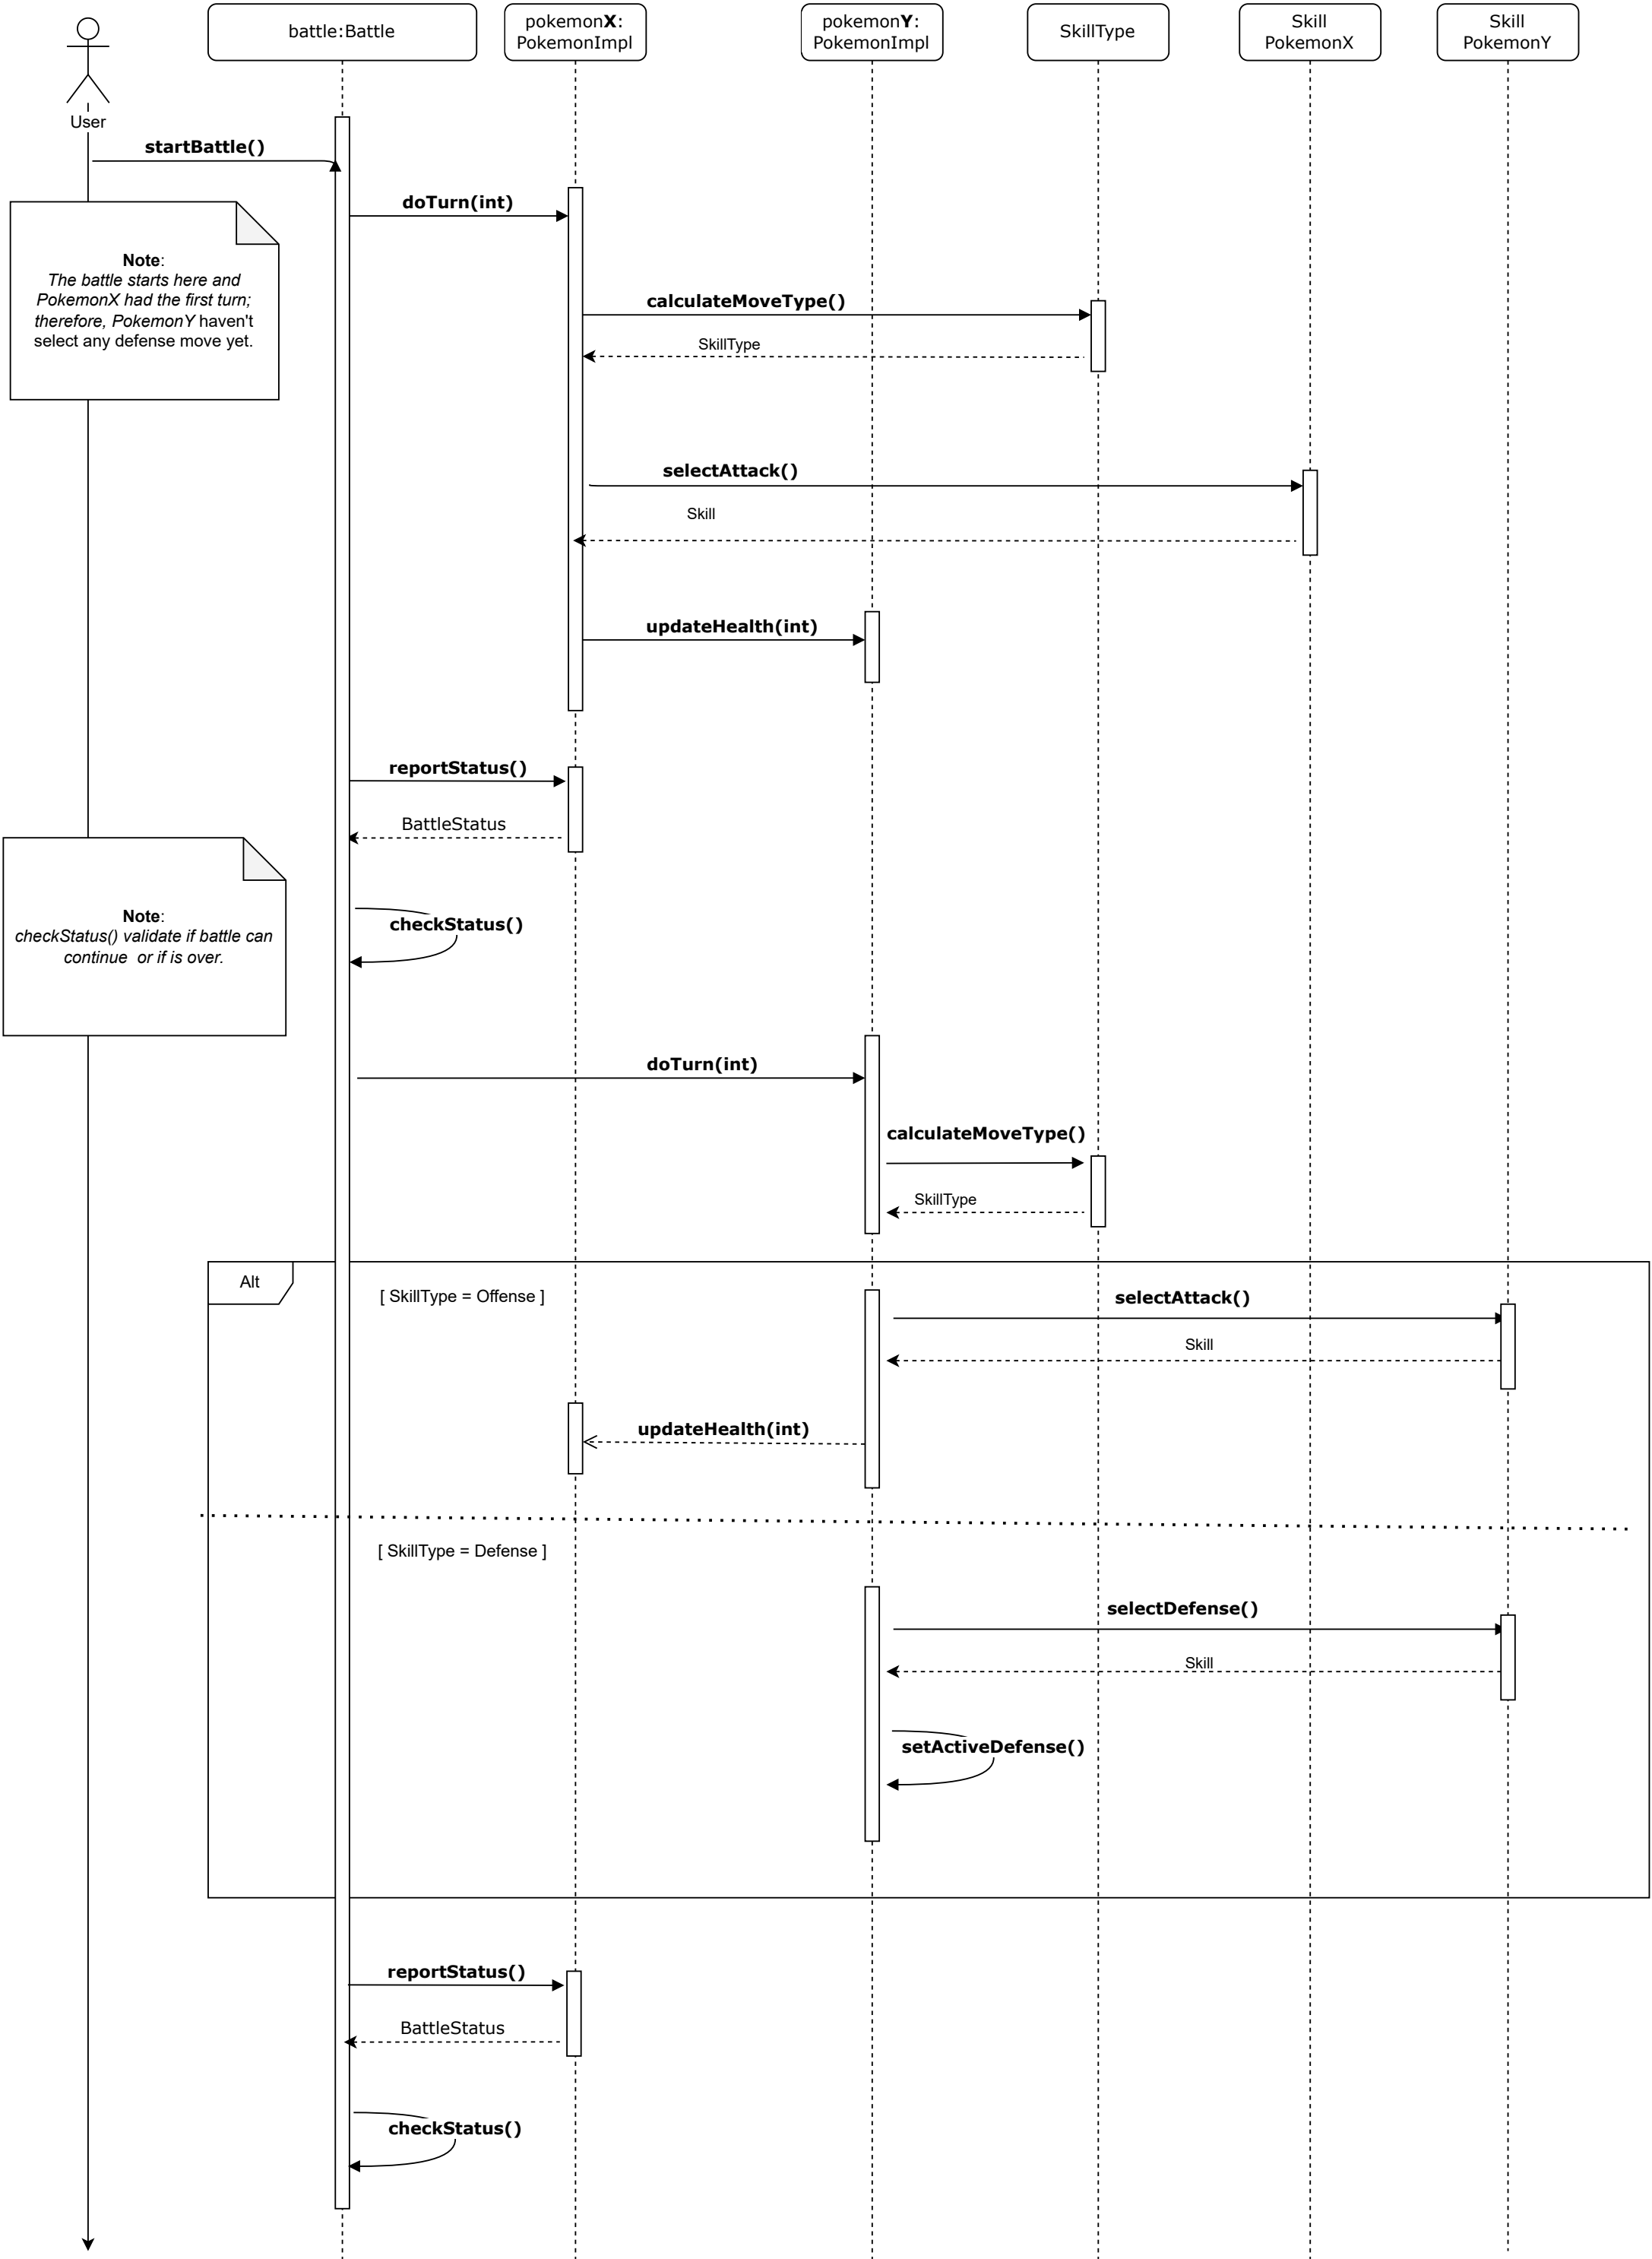 battle:Battle
pokemonX:
PokemonImpl
pokemonY:
PokemonImpl
SkillType
Skill
PokemonX
Skill
PokemonY
User
startBattle()
doTurn(int)
Note:
The battle starts here and
PokemonX had the first turn;
therefore, PokemonY haven't
select any defense move yet.
calculateMoveType()
SkillType
selectAttack()
Skill
updateHealth(int)
reportStatus()
BattleStatus
Note:
checkStatus() validate if battle can
continue  or if is over.
checkStatus()
doTurn(int)
calculateMoveType()
SkillType
Alt
[ SkillType = Offense ]
selectAttack()
Skill
updateHealth(int)
[ SkillType = Defense ]
selectDefense()
Skill
setActiveDefense()
reportStatus()
BattleStatus
checkStatus()